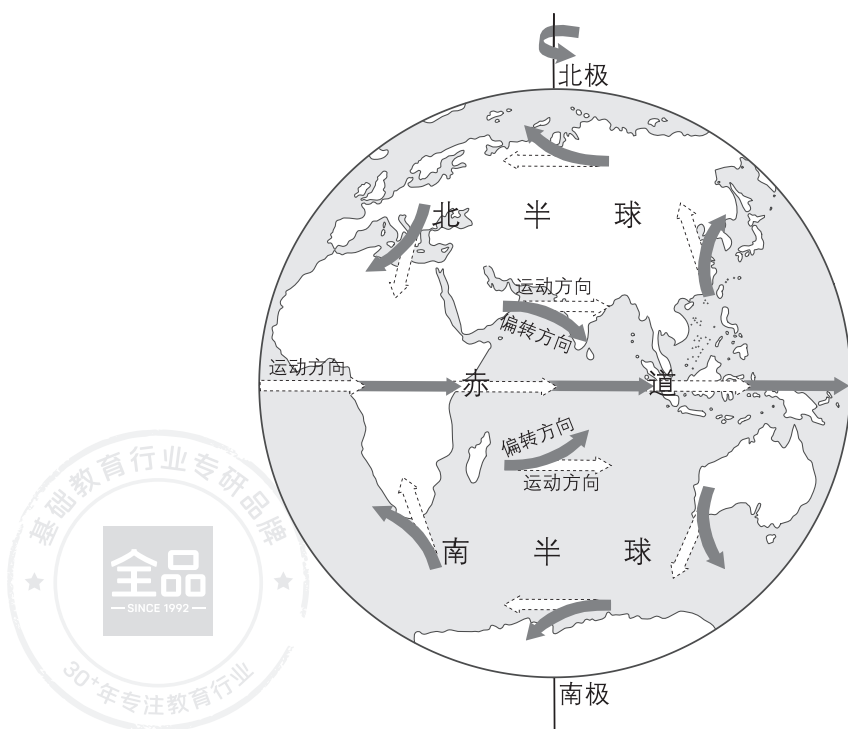 北极
北 半 球
运动方向
偏转方向
运动方向
赤 道
偏转方向
运动方向
南 半 球
南极
基础教育行业专研品牌
全品
SINCE 1992
30+年专注教育行业